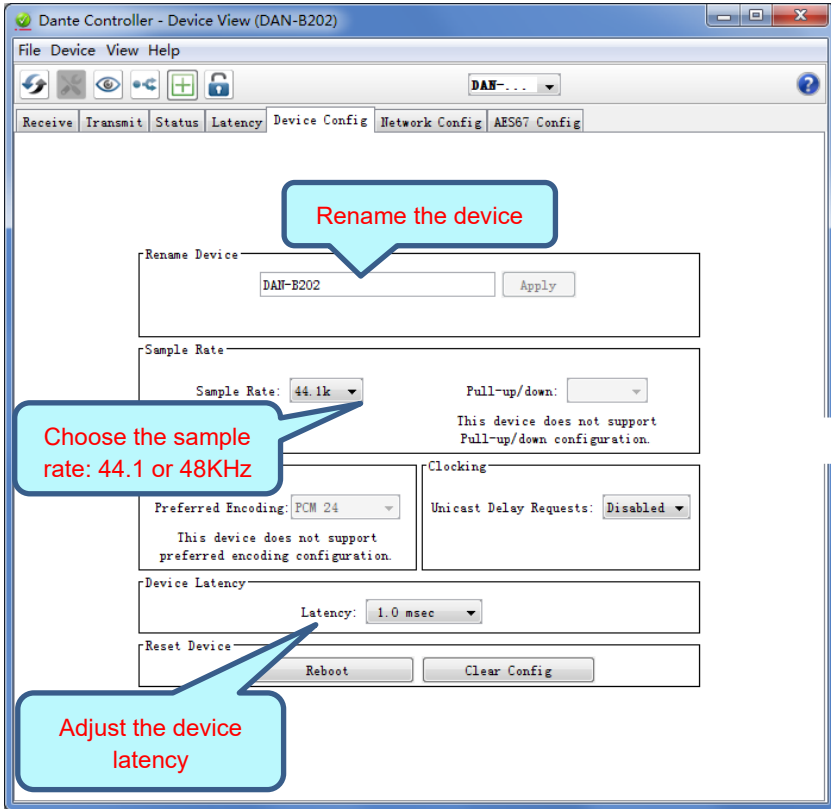 Dante Controller - Device View (DAN-B202)
File Device View Help
DAN-...
Receive Transmit Status Latency Device Config Network Config AES67 Config
Rename the device
Rename Device
DAN-B202 Apply
Sample Rate
Sample Rate: 44.1k Pull-up/down:
This device does not support
Pull-up/down configuration.
Choose the sample
rate: 44.1 or 48KHz
Clocking
Preferred Encoding: PCM 24 Unicast Delay Requests: Disabled
This device does not support
preferred encoding configuration.
Device Latency
Latency: 1.0 msec
Reset Device
Reboot Clear Config
Adjust the device
latency